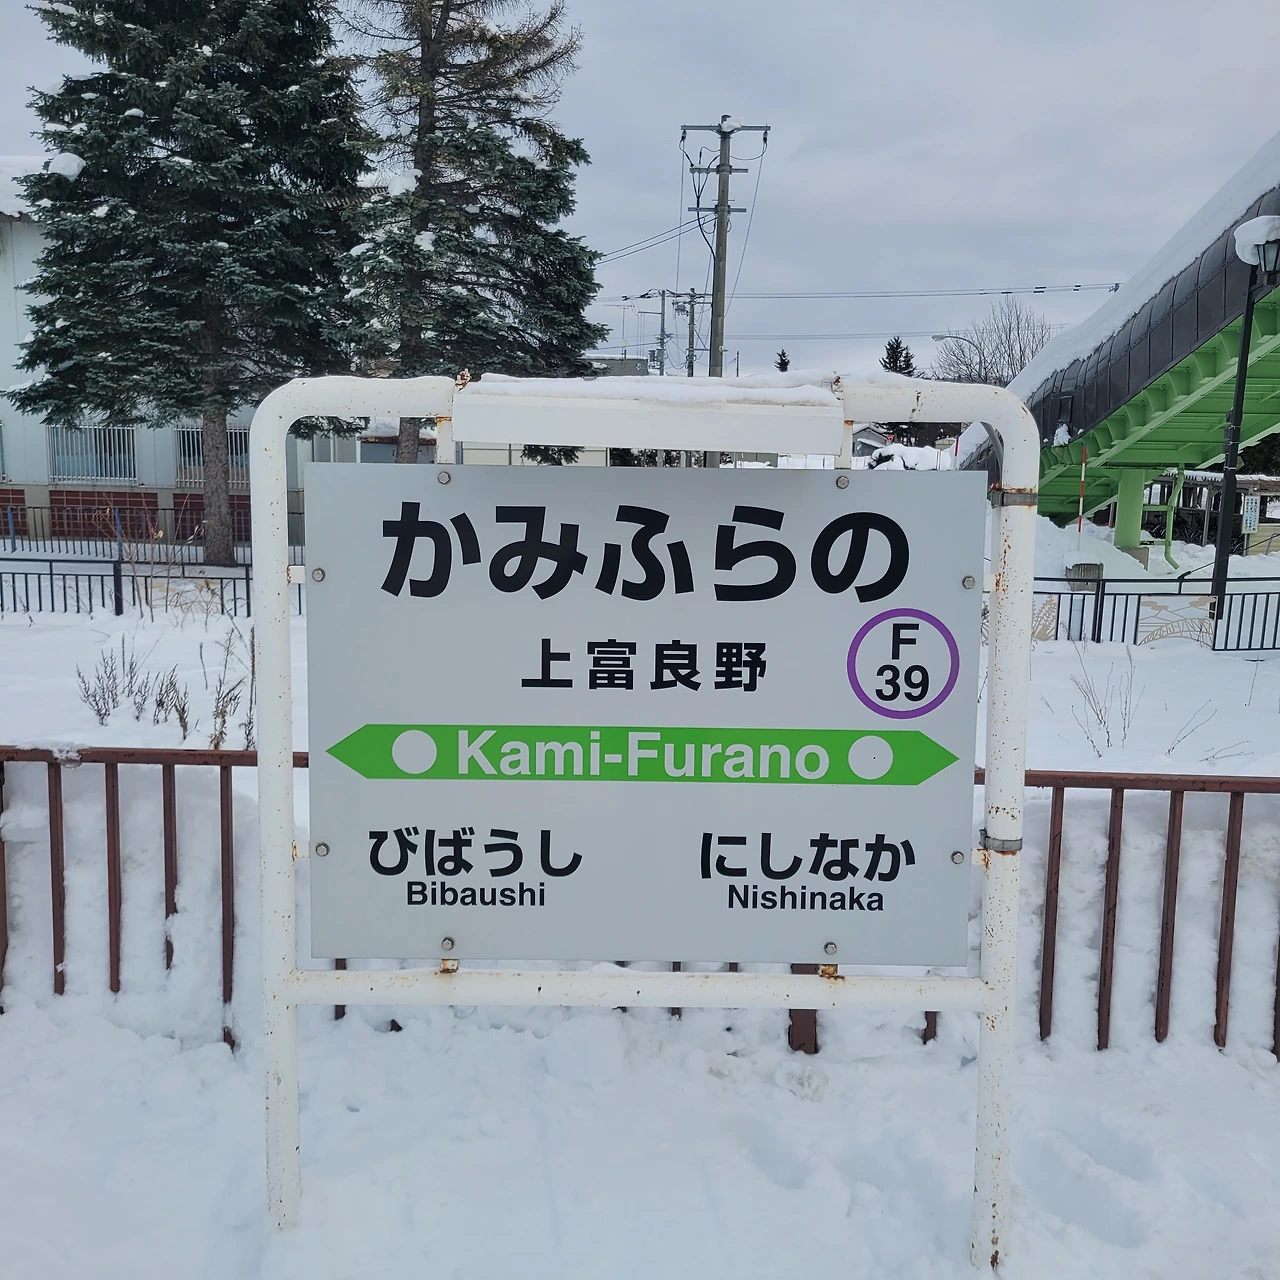 かみふらの
上富良野
F
39
Kami-Furano
びばうし
にしなか
Bibaushi
Nishinaka